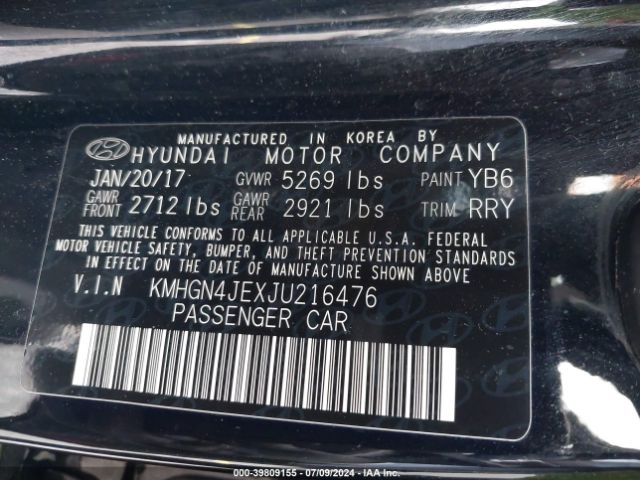 MANUFACTURED IN KOREA BY
HYUNDAI MOTOR COMPANY
JAN/20/17 GVWR 5269 lbs PAINT YB6
GAWR FRONT 2712 lbs GAWR REAR 2921 lbs TRIM RRY
THIS VEHICLE CONFORMS TO ALL APPLICABLE U.S.A. FEDERAL
MOTOR VEHICLE SAFETY, BUMPER, AND THEFT PREVENTION STANDARDS
IN EFFECT ON THE DATE OF MANUFACTURE SHOWN ABOVE.
V.I.N KMHGN4JEXJU216476
PASSENGER CAR
000-39809155 - 07/09/2024 - IAA Inc.